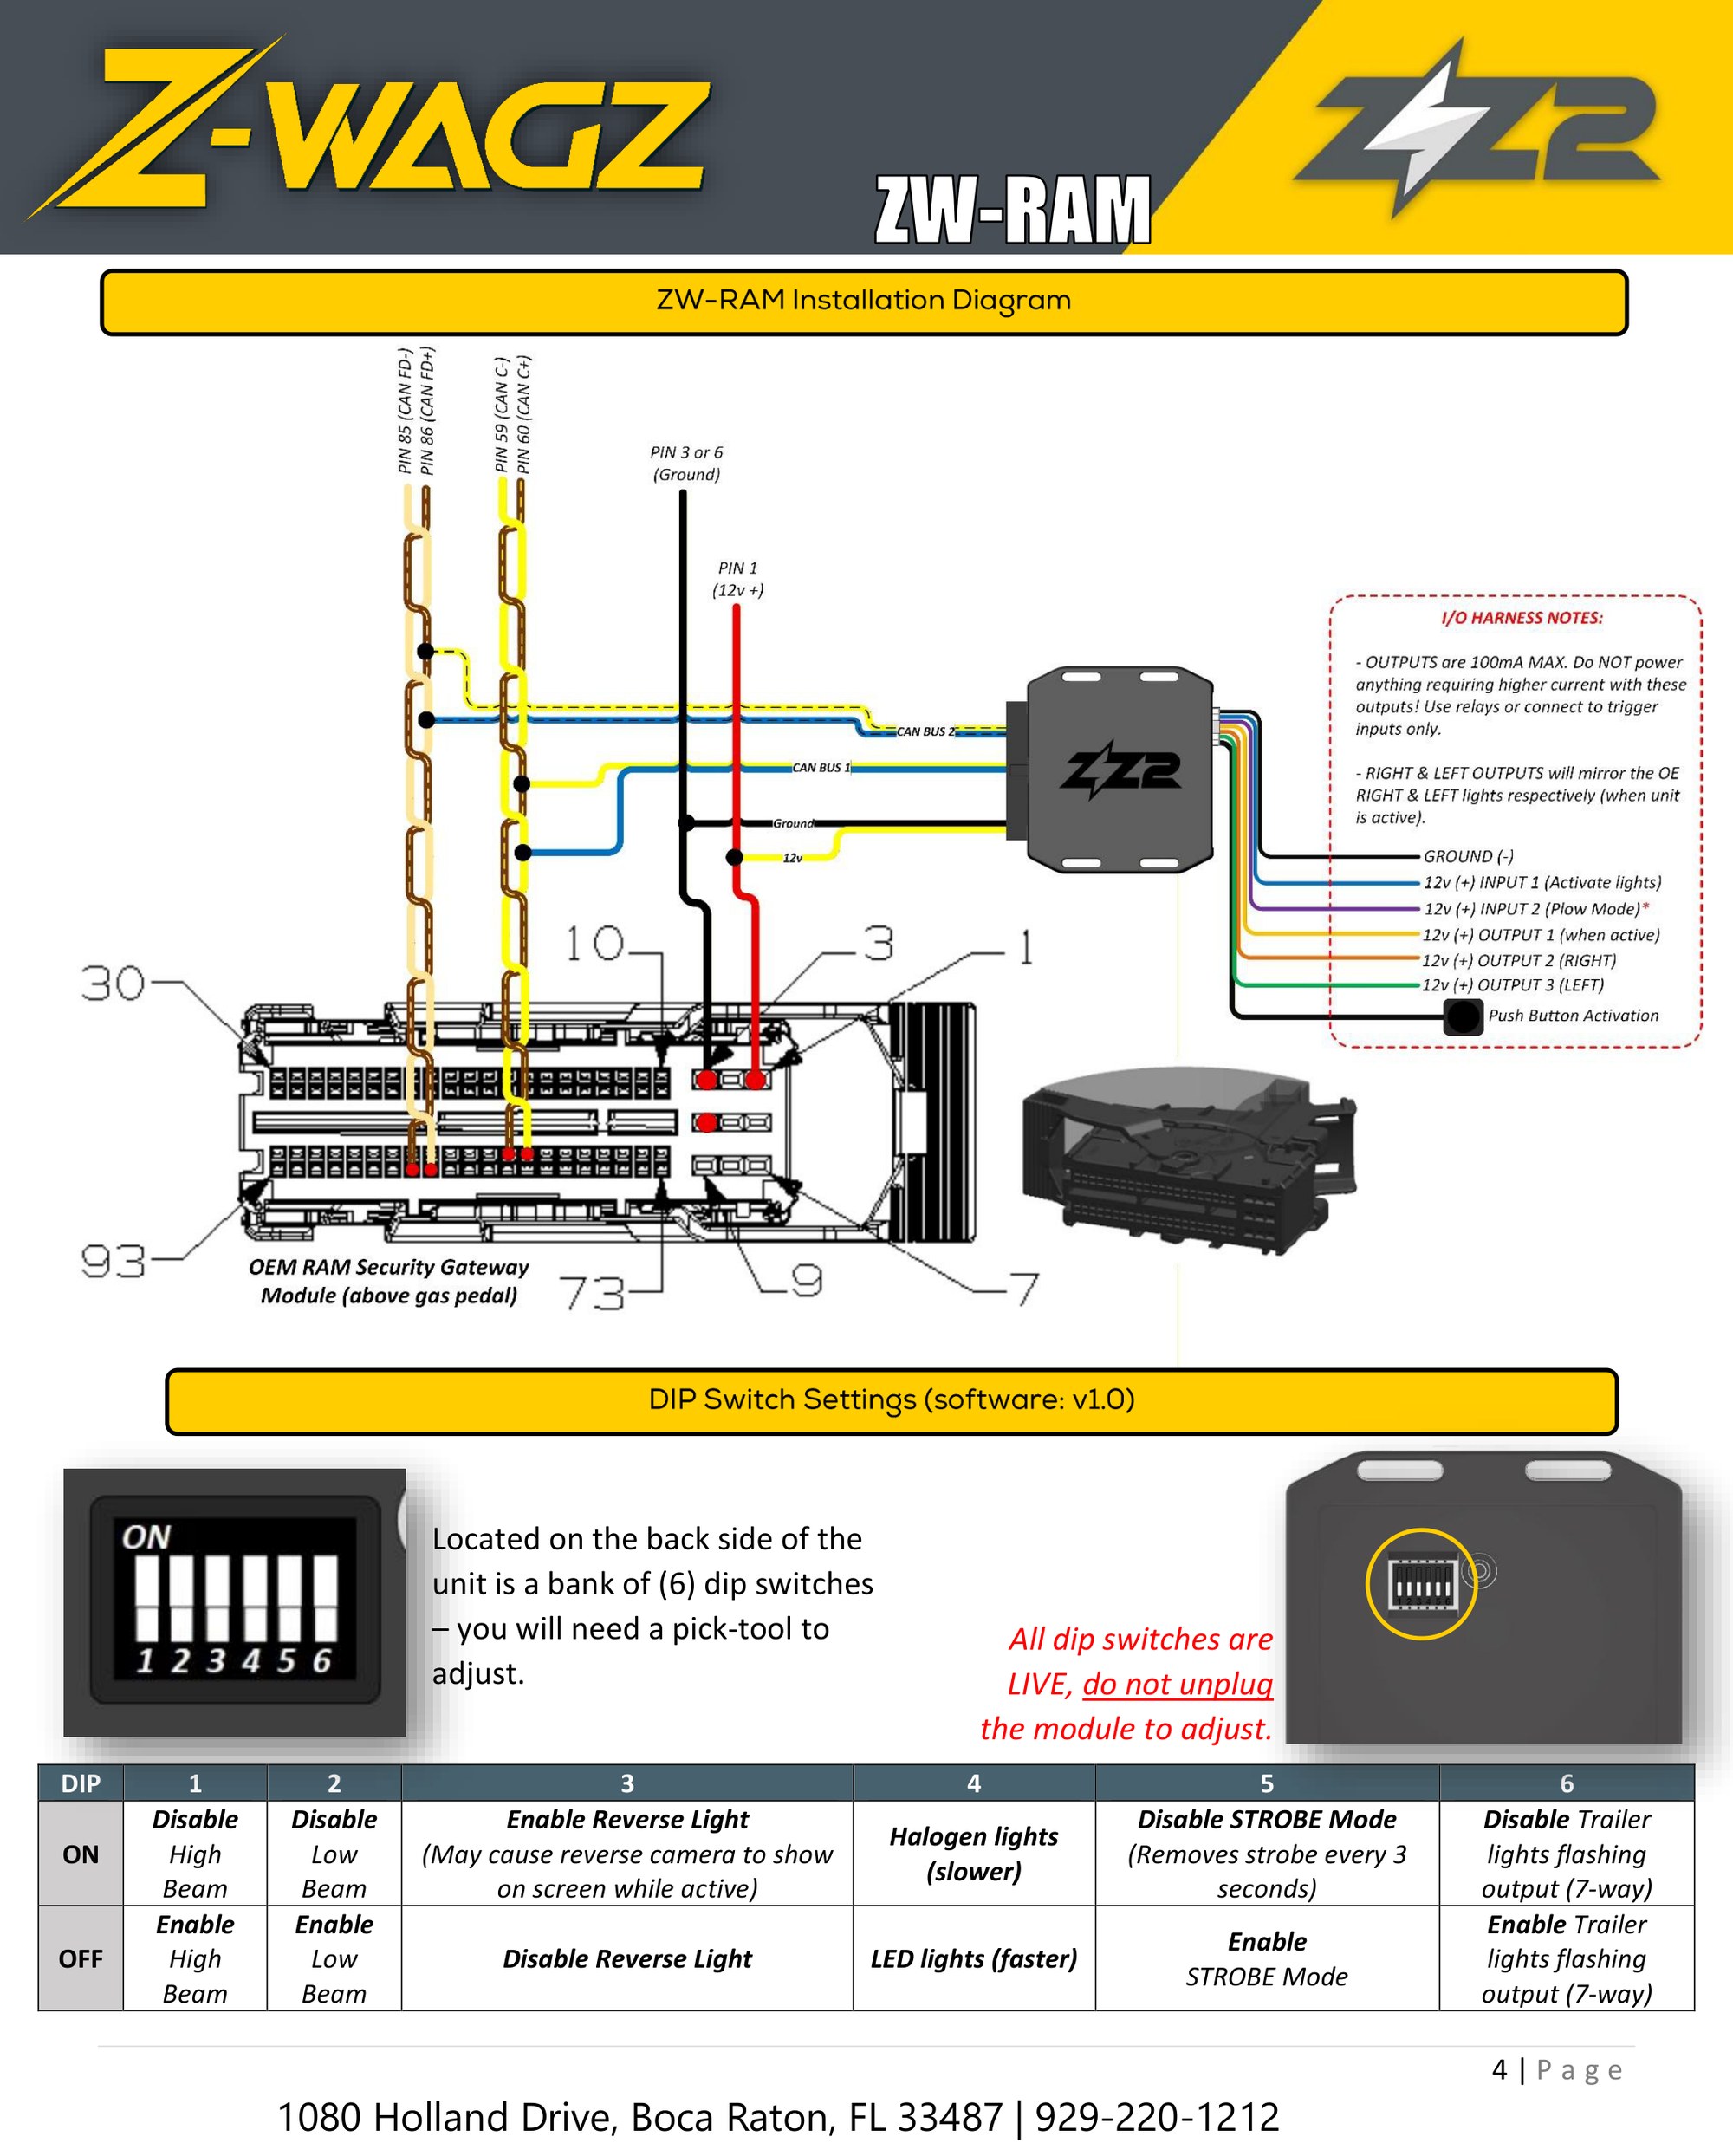 Z-WAGZ
ZZ2
ZW-RAM
ZW-RAM Installation Diagram
PIN 85 (CAN FD-)
PIN 86 (CAN FD+)
PIN 59 (CAN C-)
PIN 60 (CAN C+)
PIN 3 or 6
(Ground)
PIN 1
(12v +)
CAN BUS 2
CAN BUS 1
Ground
12v
ZZ2
I/O HARNESS NOTES:
- OUTPUTS are 100mA MAX. Do NOT power
anything requiring higher current with these
outputs! Use relays or connect to trigger
inputs only.
- RIGHT & LEFT OUTPUTS will mirror the OE
RIGHT & LEFT lights respectively (when unit
is active).
GROUND (-)
12v (+) INPUT 1 (Activate lights)
12v (+) INPUT 2 (Plow Mode)*
12v (+) OUTPUT 1 (when active)
12v (+) OUTPUT 2 (RIGHT)
12v (+) OUTPUT 3 (LEFT)
Push Button Activation
30
10
3
1
93
73
9
7
OEM RAM Security Gateway
Module (above gas pedal)
DIP Switch Settings (software: v1.0)
ON
1 2 3 4 5 6
Located on the back side of the
unit is a bank of (6) dip switches
– you will need a pick-tool to
adjust.
All dip switches are
LIVE, do not unplug
the module to adjust.
DIP 1 2 3 4 5 6
ON
Disable
High
Beam
Disable
Low
Beam
Enable Reverse Light
(May cause reverse camera to show
on screen while active)
Halogen lights
(slower)
Disable STROBE Mode
(Removes strobe every 3
seconds)
Disable Trailer
lights flashing
output (7-way)
OFF
Enable
High
Beam
Enable
Low
Beam
Disable Reverse Light
LED lights (faster)
Enable
STROBE Mode
Enable Trailer
lights flashing
output (7-way)
4 | Page
1080 Holland Drive, Boca Raton, FL 33487 | 929-220-1212